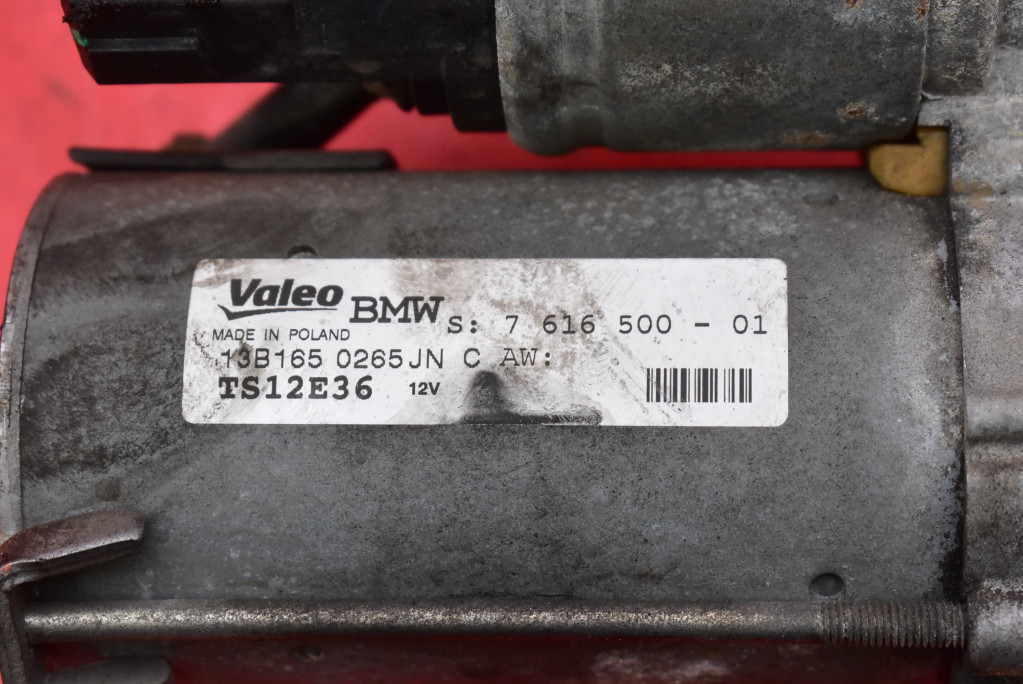 Valeo BMW S: 7 616 500 - 01
MADE IN POLAND
13B165 0265JN C AW:
TS12E36 12V